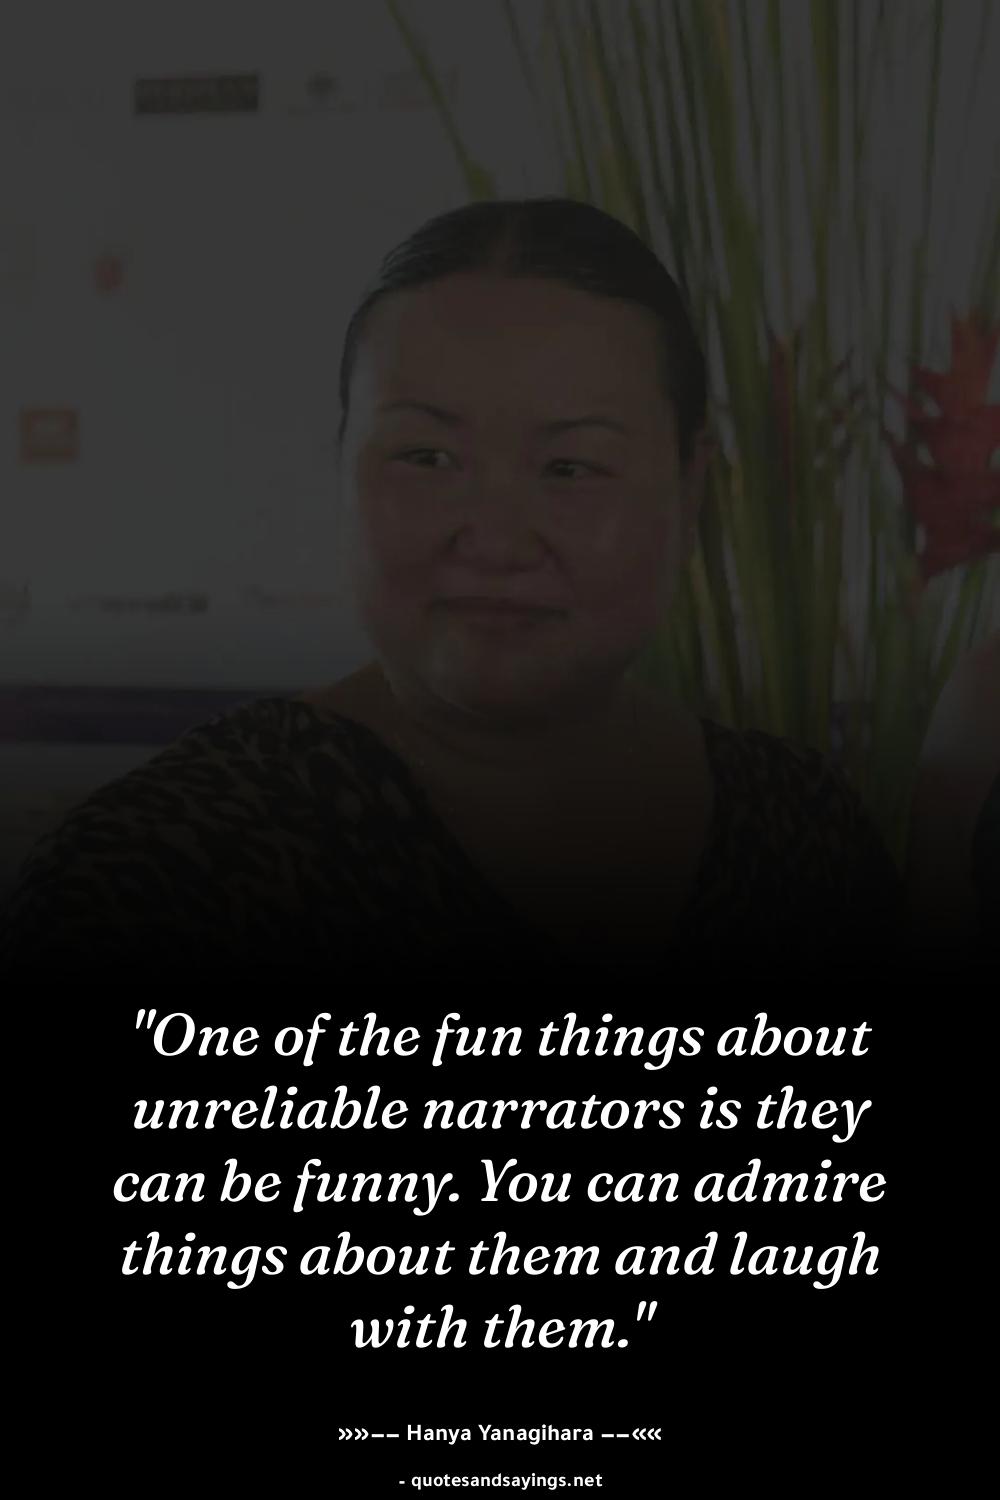 "One of the fun things about
unreliable narrators is they
can be funny. You can admire
things about them and laugh
with them."
»»–– Hanya Yanagihara ––««
- quotesandsayings.net